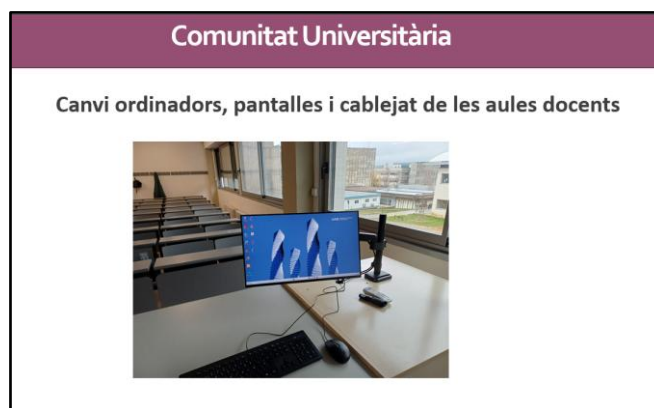 Comunitat Universitària
Canvi ordinadors, pantalles i cablejat de les aules docents